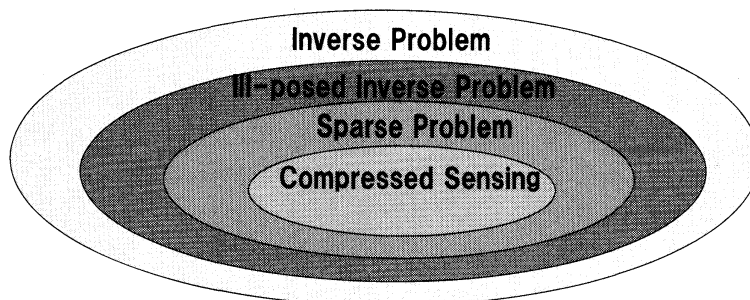 Inverse Problem
Ill-posed Inverse Problem
Sparse Problem
Compressed Sensing